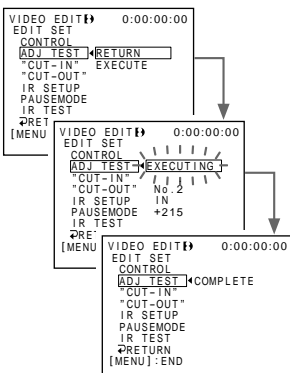 VIDEO EDIT 0:00:00:00
EDIT SET
CONTROL
ADJ TEST RETURN
"CUT-IN" EXECUTE
"CUT-OUT"
IR SETUP
PAUSEMODE
RET
[MENU
VIDEO EDIT 0:00:00:00
EDIT SET
CONTROL
ADJ TEST EXECUTING
"CUT-IN"
"CUT-OUT" No.2
IR SETUP IN
PAUSEMODE +215
IR TEST
RE
[MENU
VIDEO EDIT 0:00:00:00
EDIT SET
CONTROL
ADJ TEST COMPLETE
"CUT-IN"
"CUT-OUT"
IR SETUP
PAUSEMODE
IR TEST
RETURN
[MENU]:END